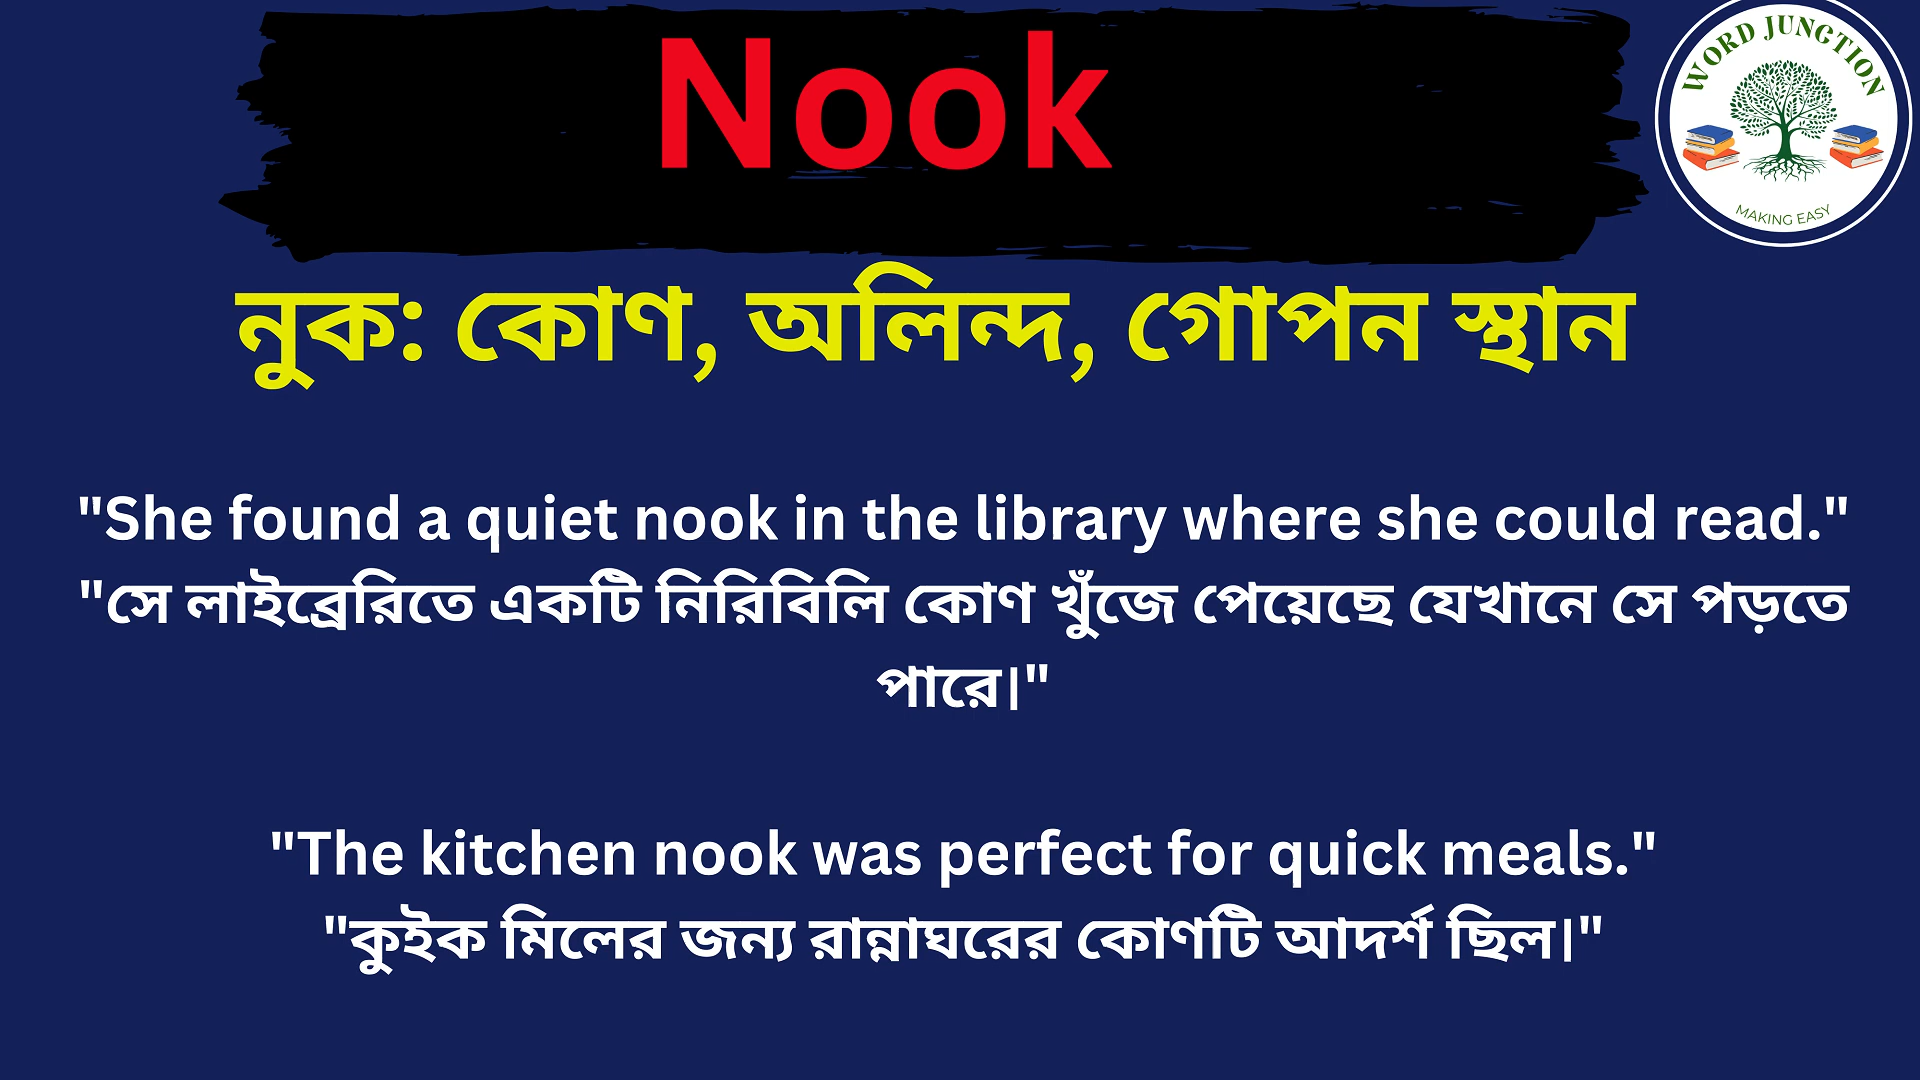 Nook
WORD JUNCTION
MAKING EASY
নুক: কোণ, অলিন্দ, গোপন স্থান
"She found a quiet nook in the library where she could read."
"সে লাইব্রেরিতে একটি নিরিবিলি কোণ খুঁজে পেয়েছে যেখানে সে পড়তে
পারে।"
"The kitchen nook was perfect for quick meals."
"কুইক মিলের জন্য রান্নাঘরের কোণটি আদর্শ ছিল।"